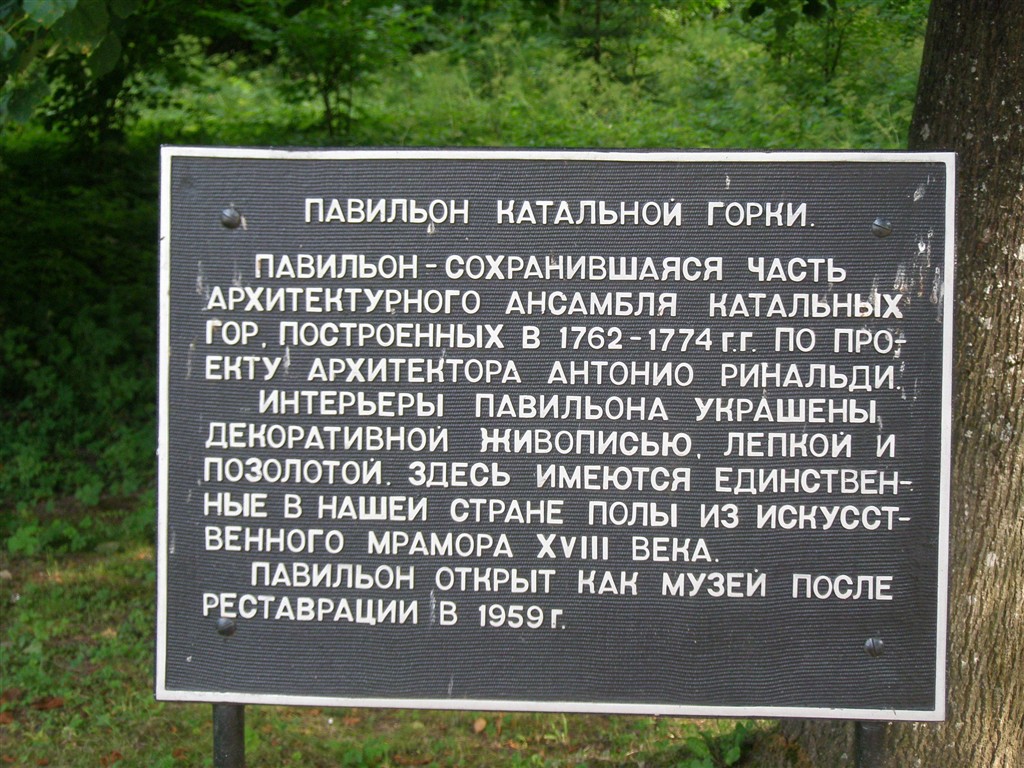 ПАВИЛЬОН КАТАЛЬНОЙ ГОРКИ.
ПАВИЛЬОН - СОХРАНИВШАЯСЯ ЧАСТЬ
АРХИТЕКТУРНОГО АНСАМБЛЯ КАТАЛЬНЫХ
ГОР, ПОСТРОЕННЫХ В 1762 - 1774 г.г. ПО ПРО-
ЕКТУ АРХИТЕКТОРА АНТОНИО РИНАЛЬДИ.
ИНТЕРЬЕРЫ ПАВИЛЬОНА УКРАШЕНЫ
ДЕКОРАТИВНОЙ ЖИВОПИСЬЮ, ЛЕПКОЙ И
ПОЗОЛОТОЙ. ЗДЕСЬ ИМЕЮТСЯ ЕДИНСТВЕН-
НЫЕ В НАШЕЙ СТРАНЕ ПОЛЫ ИЗ ИСКУССТ-
ВЕННОГО МРАМОРА XVIII ВЕКА.
ПАВИЛЬОН ОТКРЫТ КАК МУЗЕЙ ПОСЛЕ
РЕСТАВРАЦИИ В 1959 г.